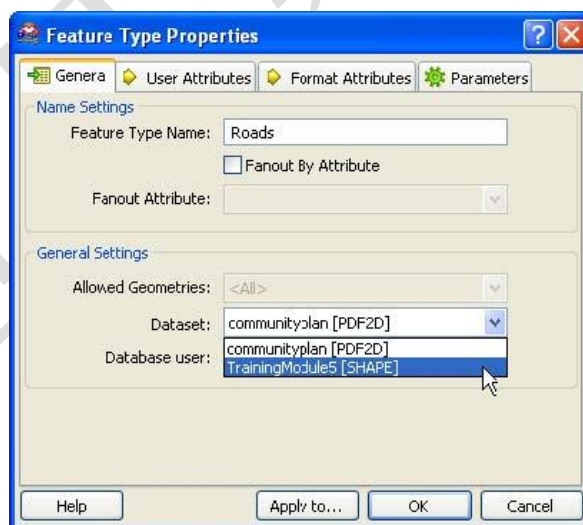 Feature Type Properties
Genera User Attributes Format Attributes Parameters
Name Settings
Feature Type Name: Roads
Fanout By Attribute
Fanout Attribute:
General Settings
Allowed Geometries: <All>
Dataset: communityplan [PDF2D]
communityplan [PDF2D]
Database user: TrainingModule5 [SHAPE]
Help Apply to... OK Cancel